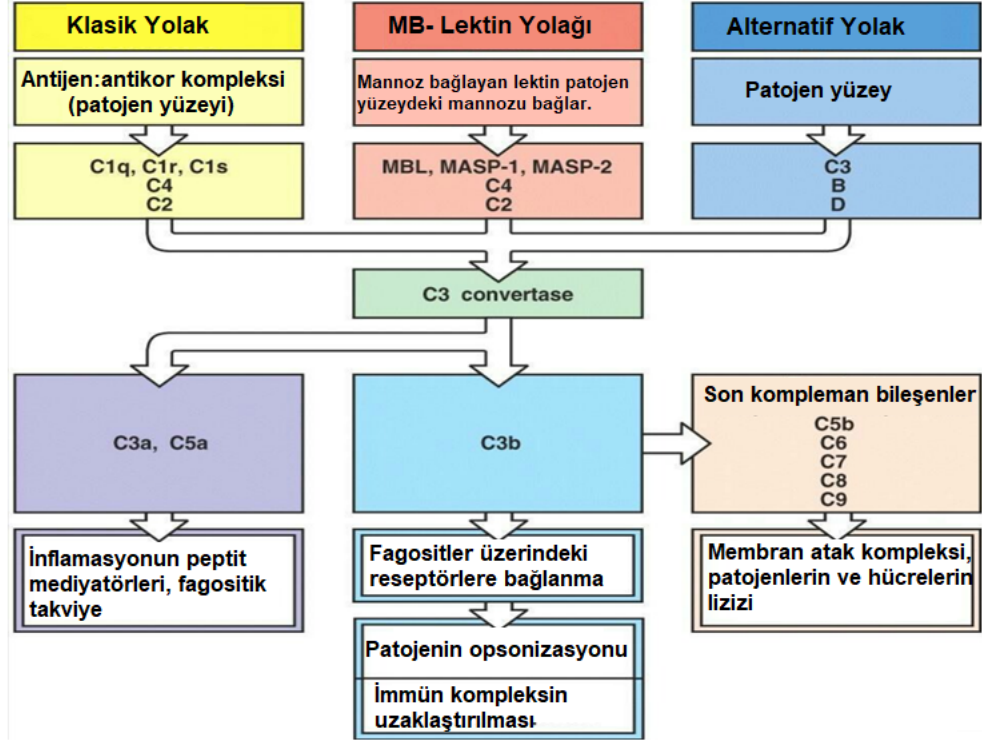 Klasik Yolak
MB- Lektin Yolağı
Alternatif Yolak
Antijen:antikor kompleksi
(patojen yüzeyi)
Mannoz bağlayan lektin patojen
yüzeydeki mannozu bağlar.
Patojen yüzey
C1q, C1r, C1s
C4
C2
MBL, MASP-1, MASP-2
C4
C2
C3
B
D
C3 convertase
C3a, C5a
C3b
Son kompleman bileşenler
C5b
C6
C7
C8
C9
İnflamasyonun peptit
mediyatörleri, fagositik
takviye
Fagositler üzerindeki
reseptörlere bağlanma
Membran atak kompleksi,
patojenlerin ve hücrelerin
lizizi
Patojenin opsonizasyonu
İmmün kompleksin
uzaklaştırılması